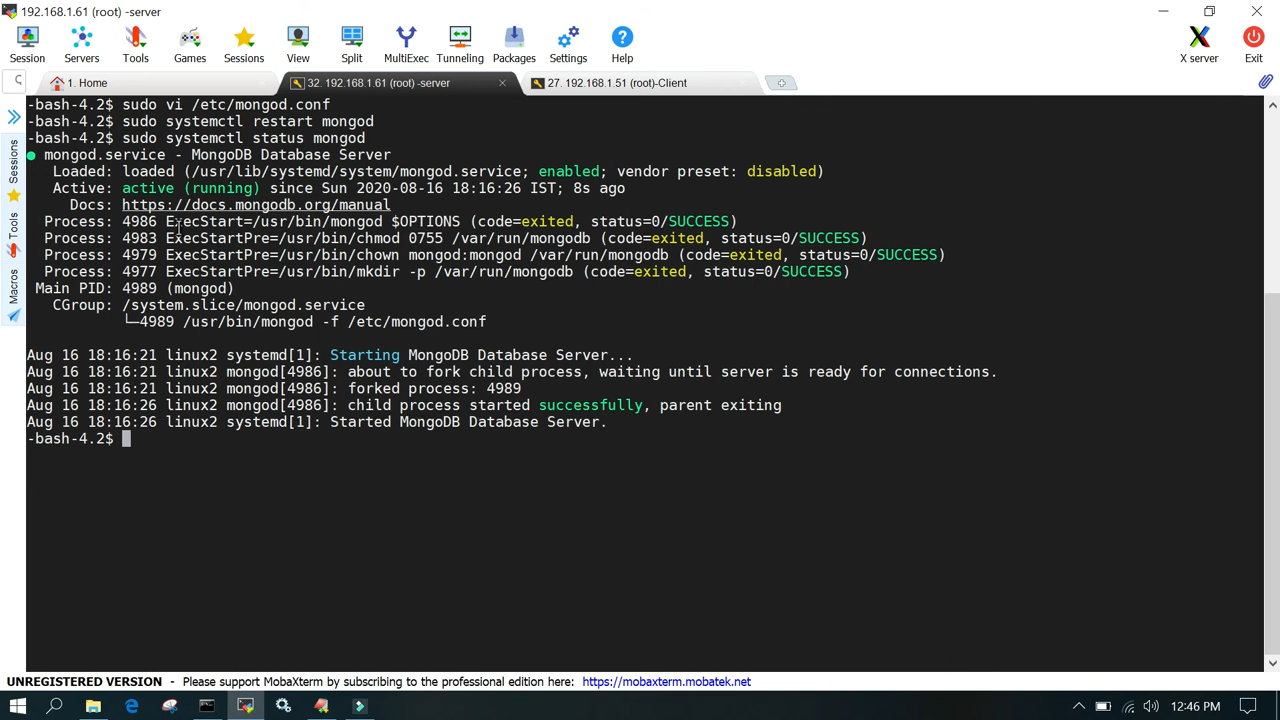 192.168.1.61 (root) -server
Session Servers Tools Games Sessions View Split MultiExec Tunneling Packages Settings Help X server Exit
1. Home 32. 192.168.1.61 (root) -server 27. 192.168.1.51 (root)-Client
Sessions
Tools
Macros
-bash-4.2$ sudo vi /etc/mongod.conf
-bash-4.2$ sudo systemctl restart mongod
-bash-4.2$ sudo systemctl status mongod
● mongod.service - MongoDB Database Server
Loaded: loaded (/usr/lib/systemd/system/mongod.service; enabled; vendor preset: disabled)
Active: active (running) since Sun 2020-08-16 18:16:26 IST; 8s ago
Docs: https://docs.mongodb.org/manual
Process: 4986 ExecStart=/usr/bin/mongod $OPTIONS (code=exited, status=0/SUCCESS)
Process: 4983 ExecStartPre=/usr/bin/chmod 0755 /var/run/mongodb (code=exited, status=0/SUCCESS)
Process: 4979 ExecStartPre=/usr/bin/chown mongod:mongod /var/run/mongodb (code=exited, status=0/SUCCESS)
Process: 4977 ExecStartPre=/usr/bin/mkdir -p /var/run/mongodb (code=exited, status=0/SUCCESS)
Main PID: 4989 (mongod)
CGroup: /system.slice/mongod.service
└─4989 /usr/bin/mongod -f /etc/mongod.conf
Aug 16 18:16:21 linux2 systemd[1]: Starting MongoDB Database Server...
Aug 16 18:16:21 linux2 mongod[4986]: about to fork child process, waiting until server is ready for connections.
Aug 16 18:16:21 linux2 mongod[4986]: forked process: 4989
Aug 16 18:16:26 linux2 mongod[4986]: child process started successfully, parent exiting
Aug 16 18:16:26 linux2 systemd[1]: Started MongoDB Database Server.
-bash-4.2$
UNREGISTERED VERSION - Please support MobaXterm by subscribing to the professional edition here: https://mobaxterm.mobatek.net
12:46 PM